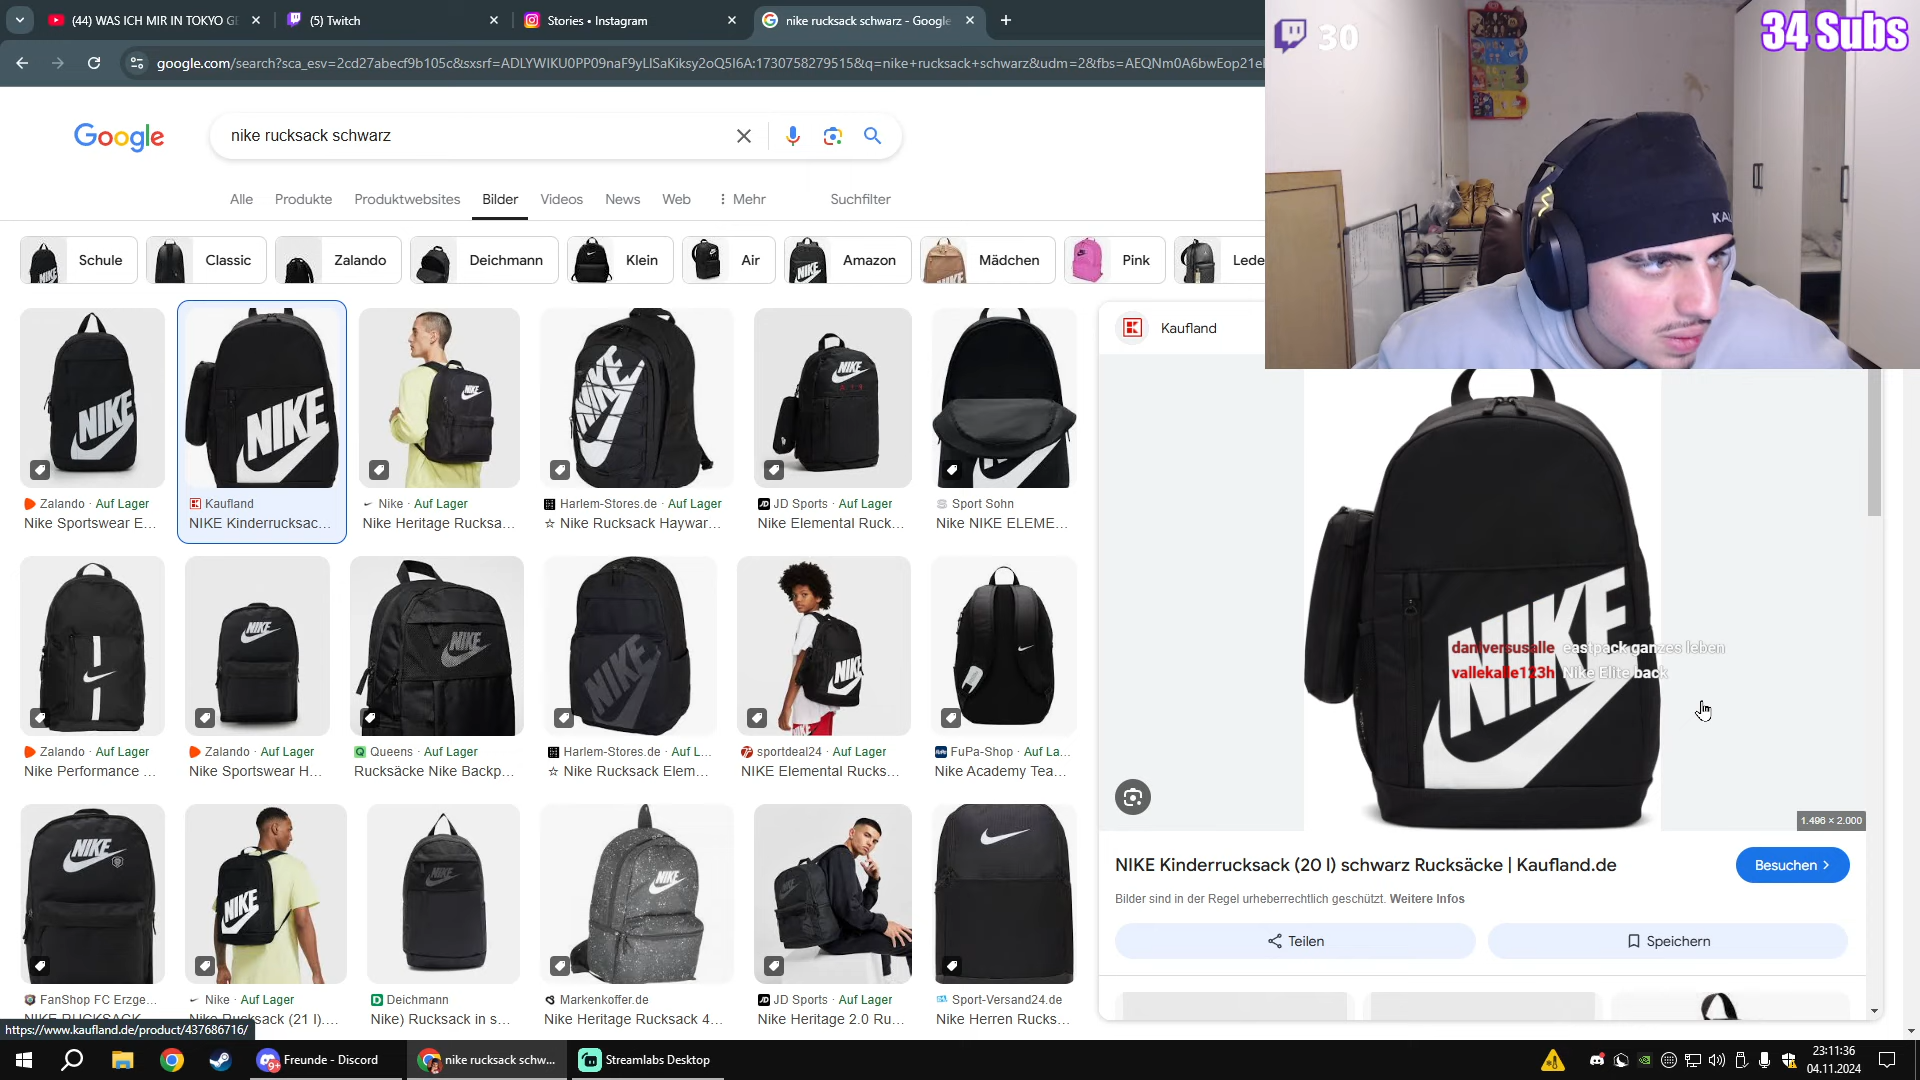 (44) WAS ICH MIR IN TOKYO GE
(5) Twitch
Stories • Instagram
nike rucksack schwarz - Google
google.com/search?sca_esv=2cd27abecf9b105c&sxsrf=ADLYWIKU0PP09naF9yLlSaKiksy2oQ5I6A:1730758279515&q=nike+rucksack+schwarz&udm=2&fbs=AEQNm0A6bwEop21el
30
34 Subs
Google
nike rucksack schwarz
Alle
Produkte
Produktwebsites
Bilder
Videos
News
Web
Mehr
Suchfilter
Schule
Classic
Zalando
Deichmann
Klein
Air
Amazon
Mädchen
Pink
Lede
Zalando · Auf Lager
Nike Sportswear E...
Kaufland
NIKE Kinderrucksac...
Nike · Auf Lager
Nike Heritage Rucksa...
Harlem-Stores.de · Auf Lager
☆ Nike Rucksack Haywar...
JD Sports · Auf Lager
Nike Elemental Ruck...
Sport Sohn
Nike NIKE ELEME...
Zalando · Auf Lager
Nike Performance ...
Zalando · Auf Lager
Nike Sportswear H...
Queens · Auf Lager
Rucksäcke Nike Backp...
Harlem-Stores.de · Auf L...
☆ Nike Rucksack Elem...
sportdeal24 · Auf Lager
NIKE Elemental Rucks...
FuPa-Shop · Auf La...
Nike Academy Tea...
FanShop FC Erzge...
NIKE RUCKSACK
Nike · Auf Lager
Rucksack (21 l)....
Deichmann
Nike) Rucksack in s...
Markenkoffer.de
Nike Heritage Rucksack 4...
JD Sports · Auf Lager
Nike Heritage 2.0 Ru...
Sport-Versand24.de
Nike Herren Rucks...
Kaufland
NIKE
daniversusalle eastpack ganzes leben
vallekalle123h Nike Elite back
1.496 × 2.000
NIKE Kinderrucksack (20 l) schwarz Rucksäcke | Kaufland.de
Besuchen
Bilder sind in der Regel urheberrechtlich geschützt. Weitere Infos
Teilen
Speichern
https://www.kaufland.de/product/437686716/
9+
Freunde - Discord
nike rucksack schw...
Streamlabs Desktop
23:11:36
04.11.2024